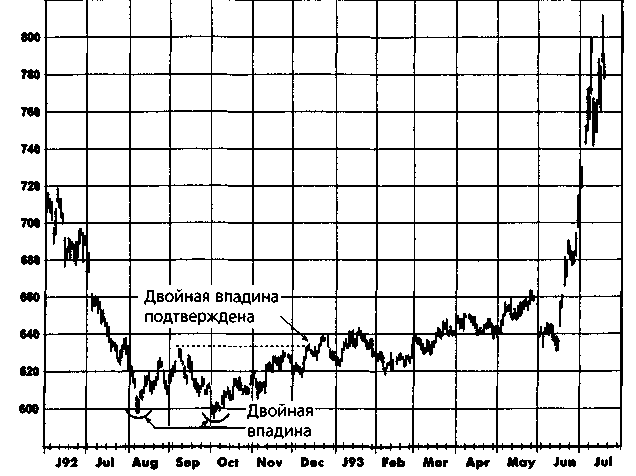 800
780
760
740
720
700
680
660
640
620
600
Двойная впадина
подтверждена
Двойная
впадина
J92 Jul Aug Sep Oct Nov Dec J93 Feb Mar Apr May Jun Jul